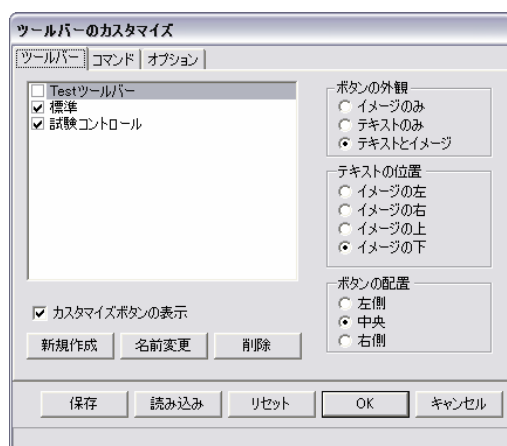 ツールバーのカスタマイズ
ツールバー コマンド オプション
Testツールバー
標準
試験コントロール
カスタマイズボタンの表示
新規作成 名前変更 削除
ボタンの外観
イメージのみ
テキストのみ
テキストとイメージ
テキストの位置
イメージの左
イメージの右
イメージの上
イメージの下
ボタンの配置
左側
中央
右側
保存 読み込み リセット OK キャンセル